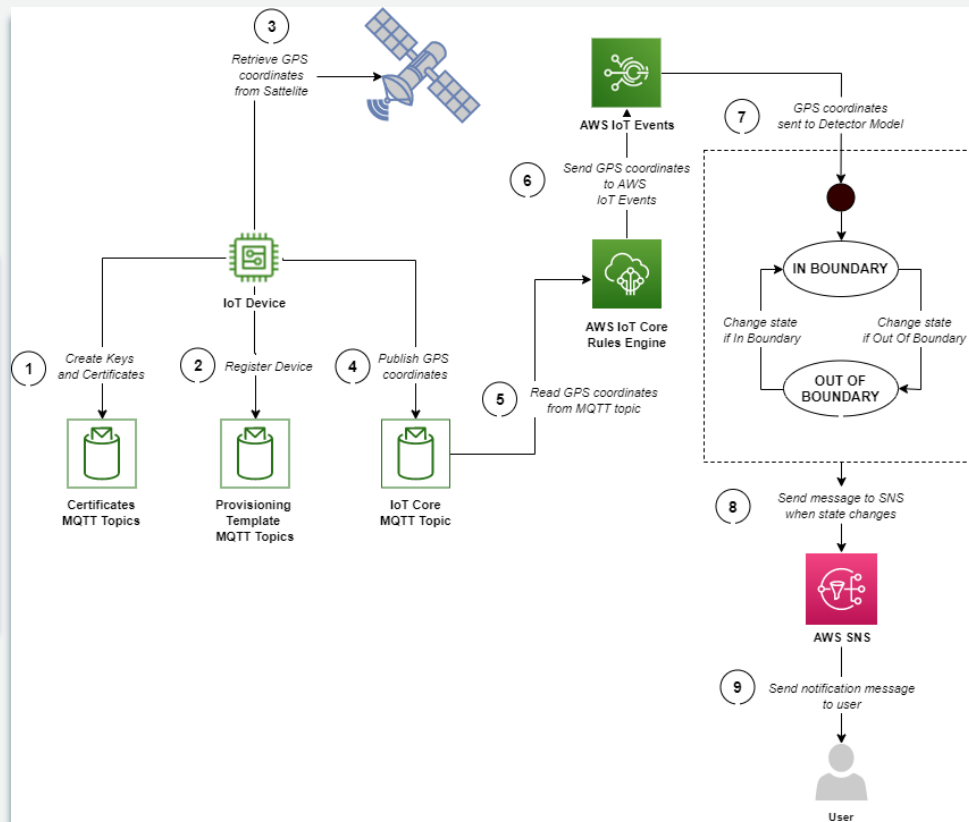 3
Retrieve GPS
coordinates
from Sattelite
IoT Device
1
Create Keys
and Certificates
2
Register Device
4
Publish GPS
coordinates
Certificates
MQTT Topics
Provisioning
Template
MQTT Topics
IoT Core
MQTT Topic
5
Read GPS coordinates
from MQTT topic
AWS IoT Core
Rules Engine
6
Send GPS coordinates
to AWS
IoT Events
AWS IoT Events
7
GPS coordinates
sent to Detector Model
IN BOUNDARY
Change state
if In Boundary
Change state
if Out Of Boundary
OUT OF
BOUNDARY
8
Send message to SNS
when state changes
AWS SNS
9
Send notification message
to user
User